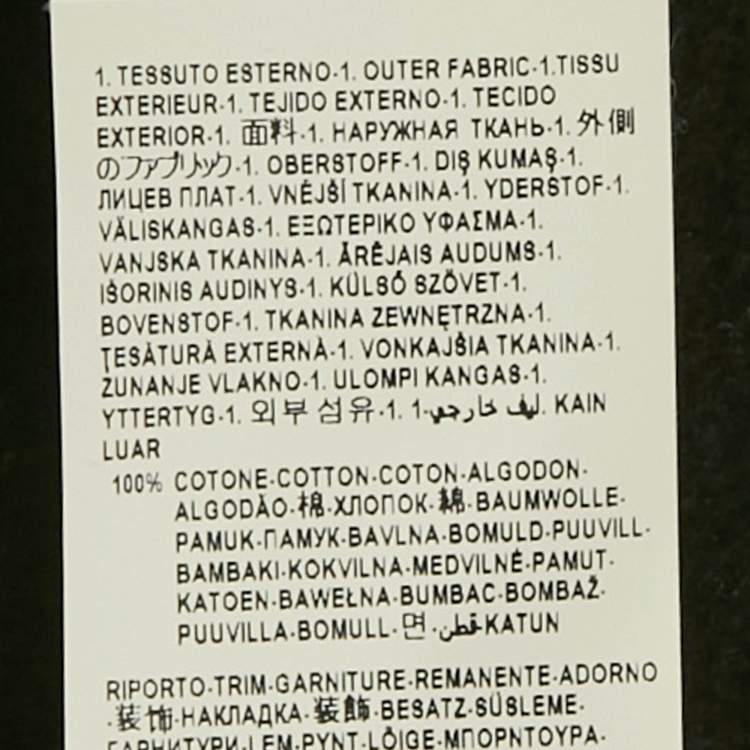 1. TESSUTO ESTERNO·1. OUTER FABRIC·1.TISSU
EXTERIEUR·1. TEJIDO EXTERNO·1. TECIDO
EXTERIOR·1. 面料·1. НАРУЖНАЯ ТКАНЬ·1. 外側
のファブリック·1. OBERSTOFF·1. DIŞ KUMAŞ·1.
ЛИЦЕВ ПЛАТ·1. VNĚJŠÍ TKANINA·1. YDERSTOF·1.
VÄLISKANGAS·1. ΕΞΩΤΕΡΙΚΟ ΥΦΑΣΜΑ·1.
VANJSKA TKANINA·1. ĀRĒJAIS AUDUMS·1.
IŠORINIS AUDINYS·1. KÜLSŐ SZÖVET·1.
BOVENSTOF·1. TKANINA ZEWNĘTRZNA·1.
ŢESĂTURĂ EXTERNĂ·1. VONKAJŠIA TKANINA·1.
ZUNANJE VLAKNO·1. ULOMPI KANGAS·1.
YTTERTYG·1. 외부 섬유·1. 1·ليف خارجي. KAIN
LUAR
100% COTONE·COTTON·COTON·ALGODON·
ALGODÃO·棉·ХЛОПОК·綿·BAUMWOLLE·
PAMUK·ПАМУК·BAVLNA·BOMULD·PUUVILL·
BAMBAKI·KOKVILNA·MEDVILNĖ·PAMUT·
KATOEN·BAWEŁNA·BUMBAC·BOMBAŽ·
PUUVILLA·BOMULL·면·قطن·KATUN
RIPORTO·TRIM·GARNITURE·REMANENTE·ADORNO
·装饰·НАКЛАДКА·装飾·BESATZ·SÜSLEME·
ГАРНИТУРИ·LEM·PYNT·LÕIGE·ΜΠΟΡΝΤΟΥΡΑ·